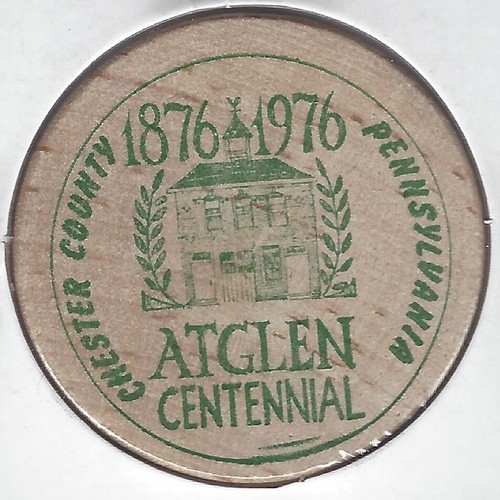 1876 1976
CHESTER COUNTY
PENNSYLVANIA
ATGLEN
CENTENNIAL